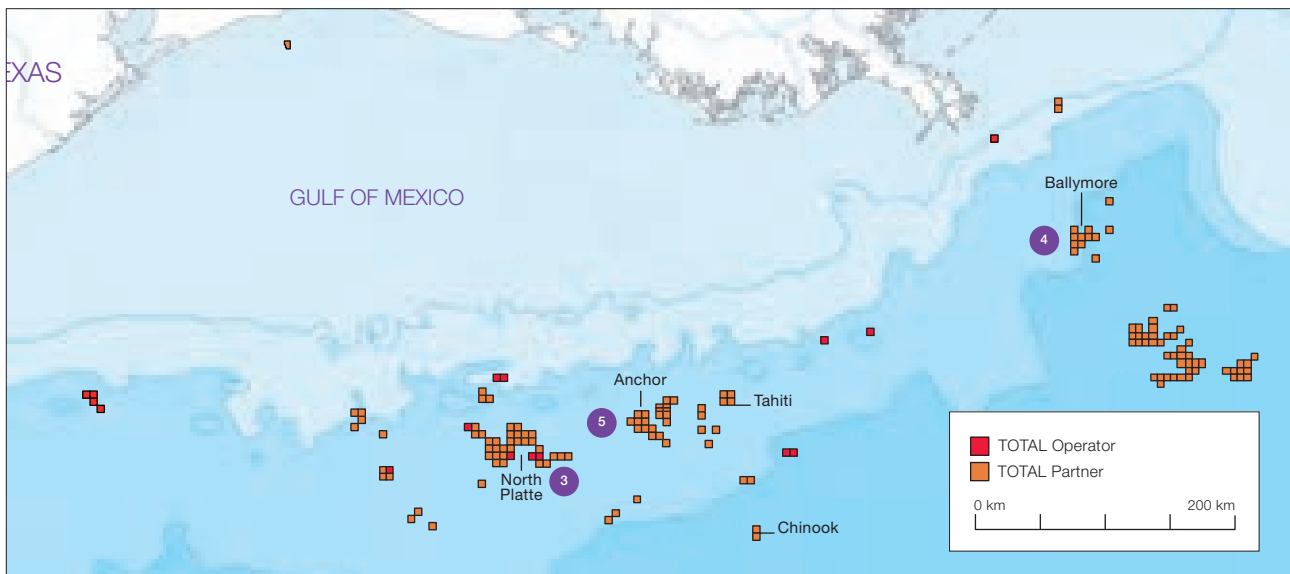 EXAS
GULF OF MEXICO
Ballymore
4
Anchor
Tahiti
5
North
Platte
3
Chinook
TOTAL Operator
TOTAL Partner
0 km 200 km